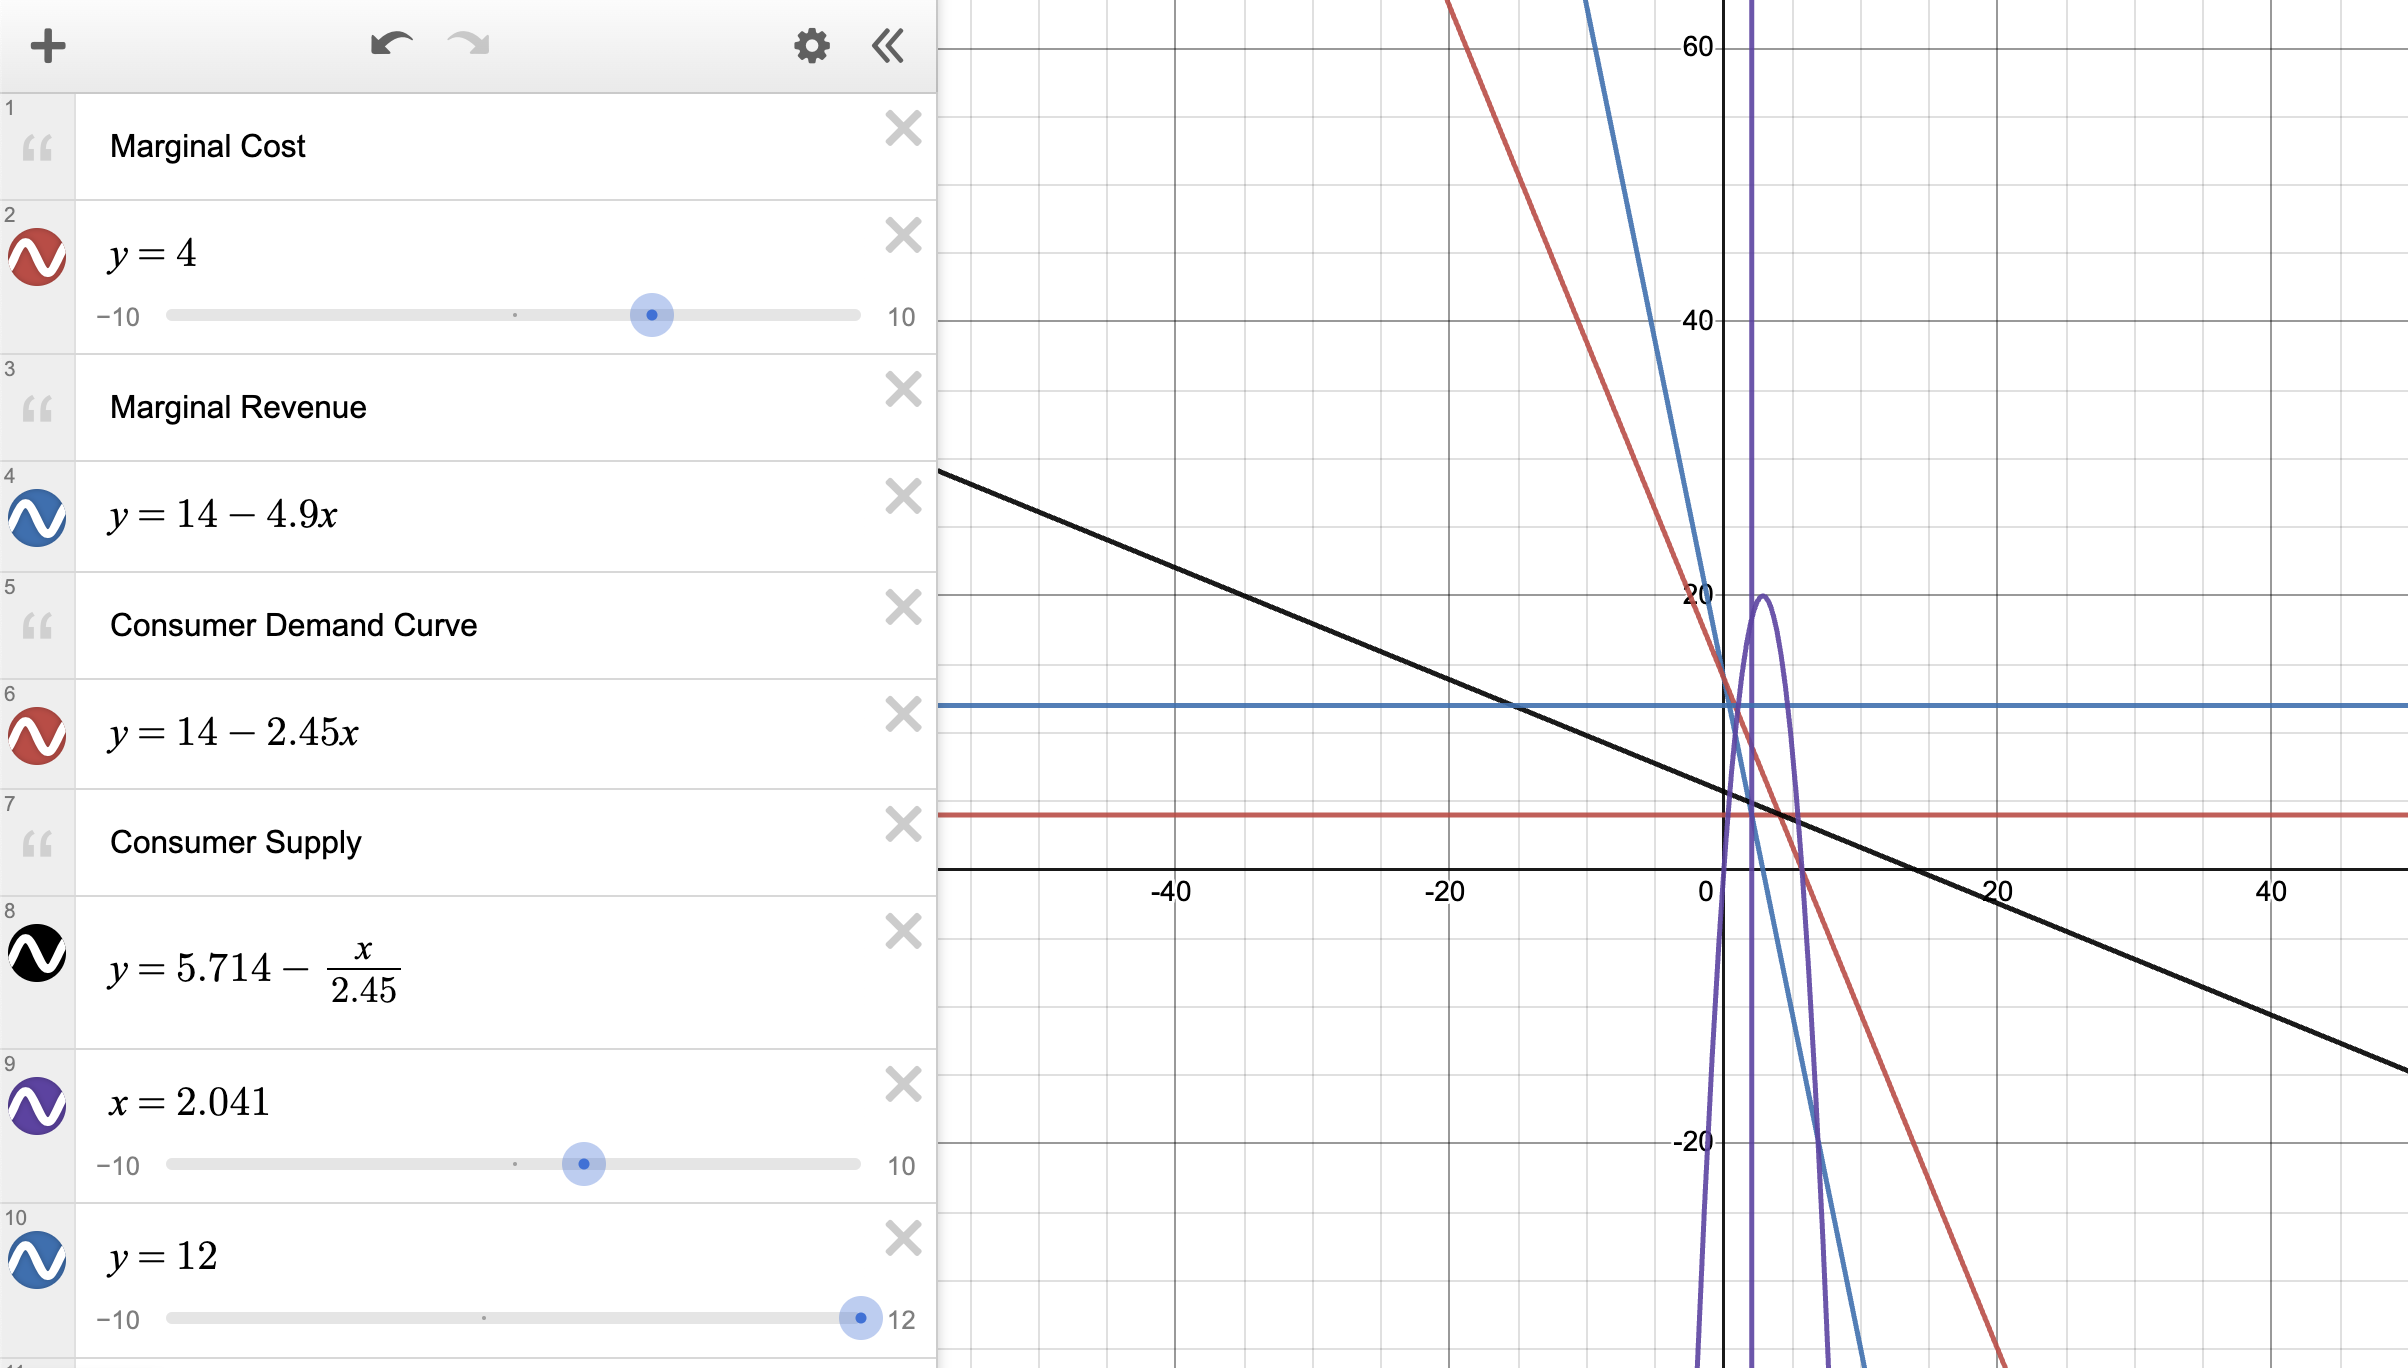 1
Marginal Cost
2
y = 4
−10 10
3
Marginal Revenue
4
y = 14 − 4.9x
5
Consumer Demand Curve
6
y = 14 − 2.45x
7
Consumer Supply
8
y = 5.714 − x/2.45
9
x = 2.041
−10 10
10
y = 12
−10 12
60
40
20
-40 -20 0 20 40
-20